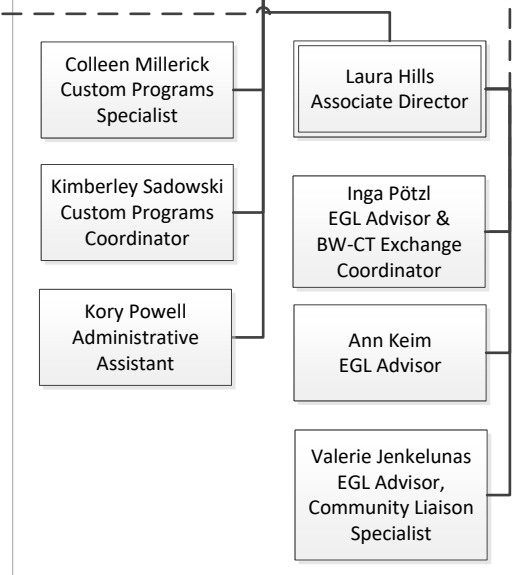 Colleen Millerick
Custom Programs
Specialist
Kimberley Sadowski
Custom Programs
Coordinator
Kory Powell
Administrative
Assistant
Laura Hills
Associate Director
Inga Pötzl
EGL Advisor &
BW-CT Exchange
Coordinator
Ann Keim
EGL Advisor
Valerie Jenkelunas
EGL Advisor,
Community Liaison
Specialist